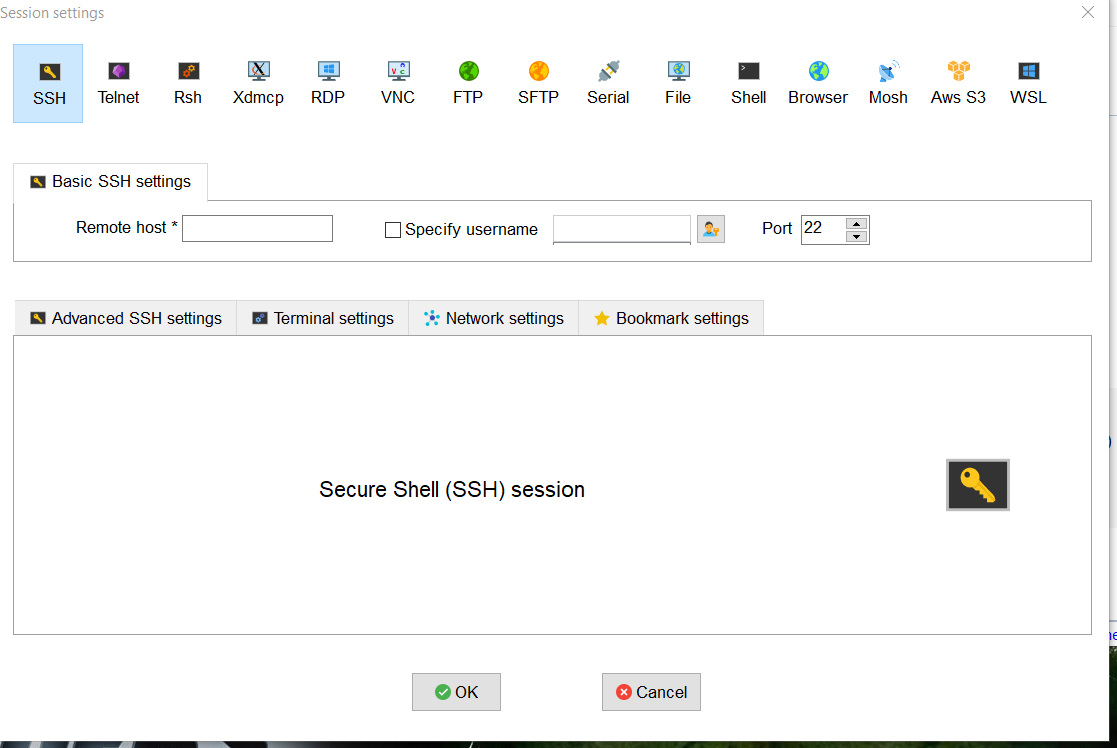 Session settings
SSH Telnet Rsh Xdmcp RDP VNC FTP SFTP Serial File Shell Browser Mosh Aws S3 WSL
Basic SSH settings
Remote host * Specify username Port 22
Advanced SSH settings Terminal settings Network settings Bookmark settings
Secure Shell (SSH) session
OK Cancel